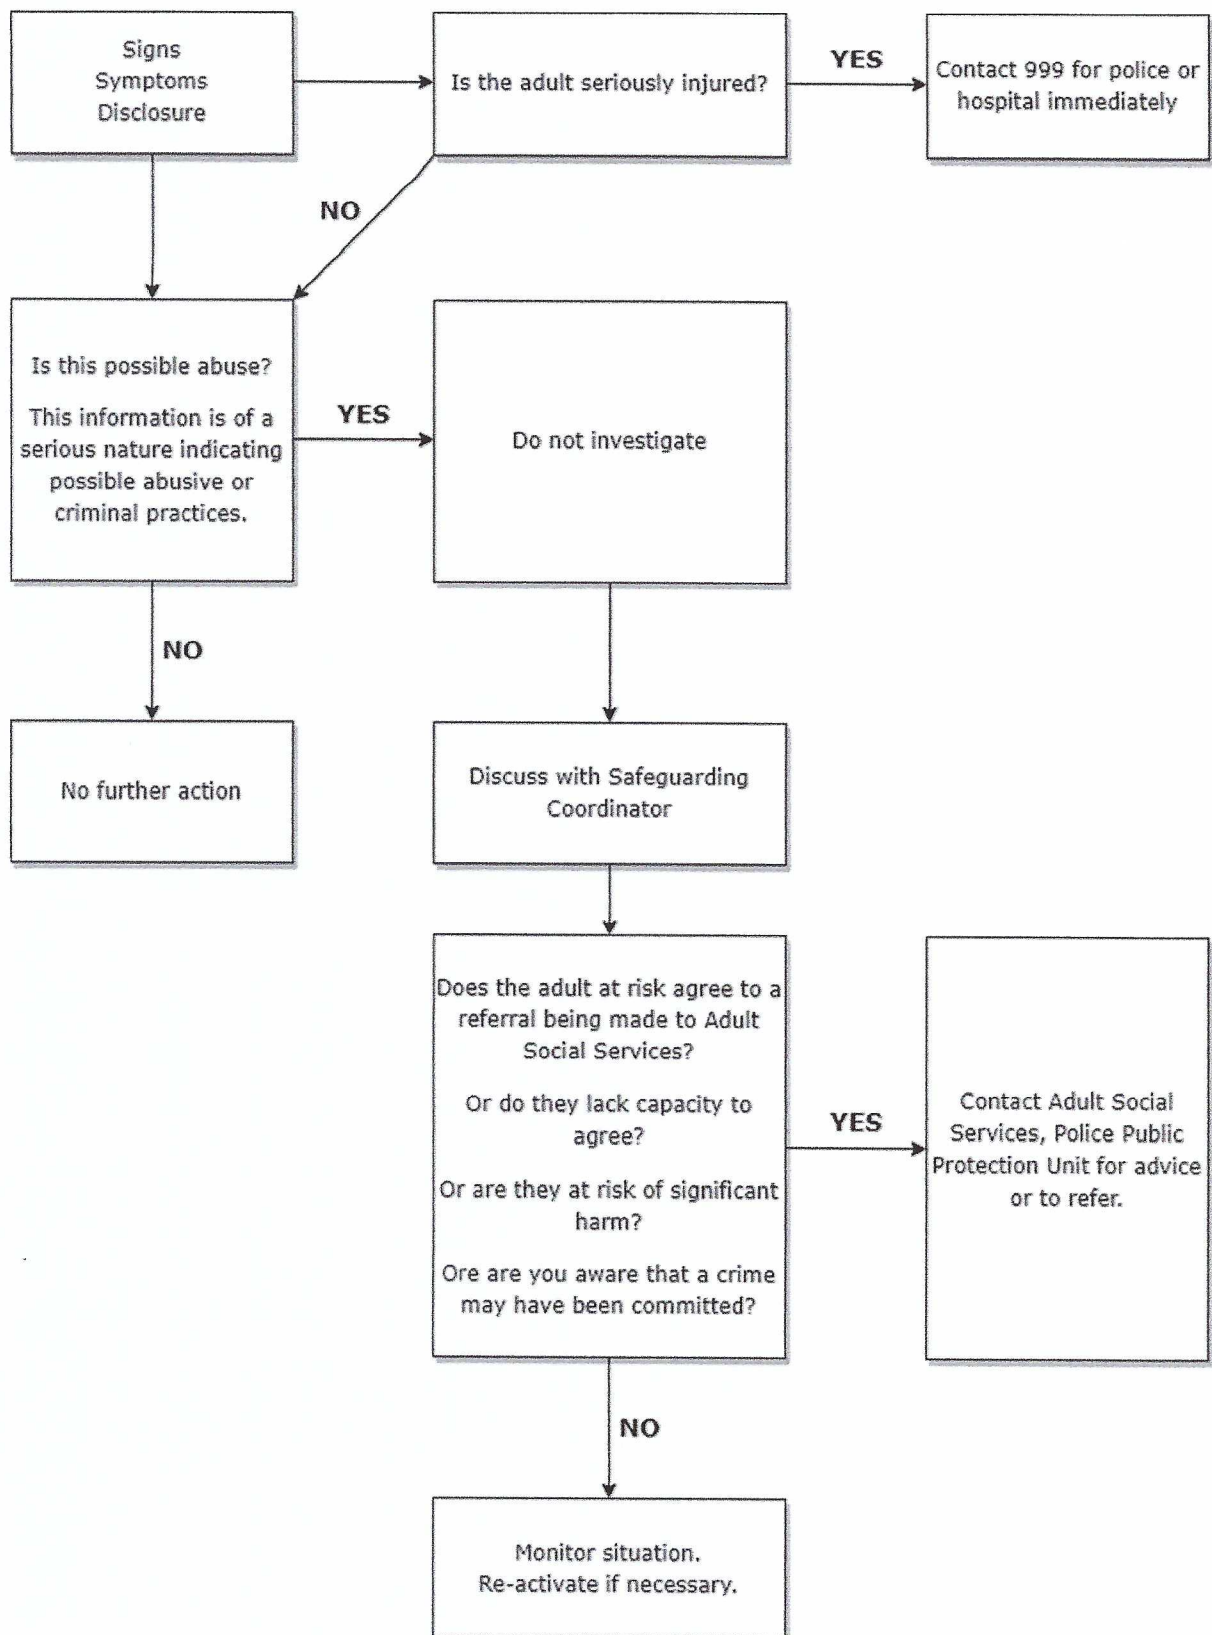 Signs
Symptoms
Disclosure
Is the adult seriously injured?
YES
Contact 999 for police or
hospital immediately
NO
Is this possible abuse?
This information is of a
serious nature indicating
possible abusive or
criminal practices.
YES
Do not investigate
NO
No further action
Discuss with Safeguarding
Coordinator
Does the adult at risk agree to a
referral being made to Adult
Social Services?
Or do they lack capacity to
agree?
Or are they at risk of significant
harm?
Ore are you aware that a crime
may have been committed?
YES
Contact Adult Social
Services, Police Public
Protection Unit for advice
or to refer.
NO
Monitor situation.
Re-activate if necessary.